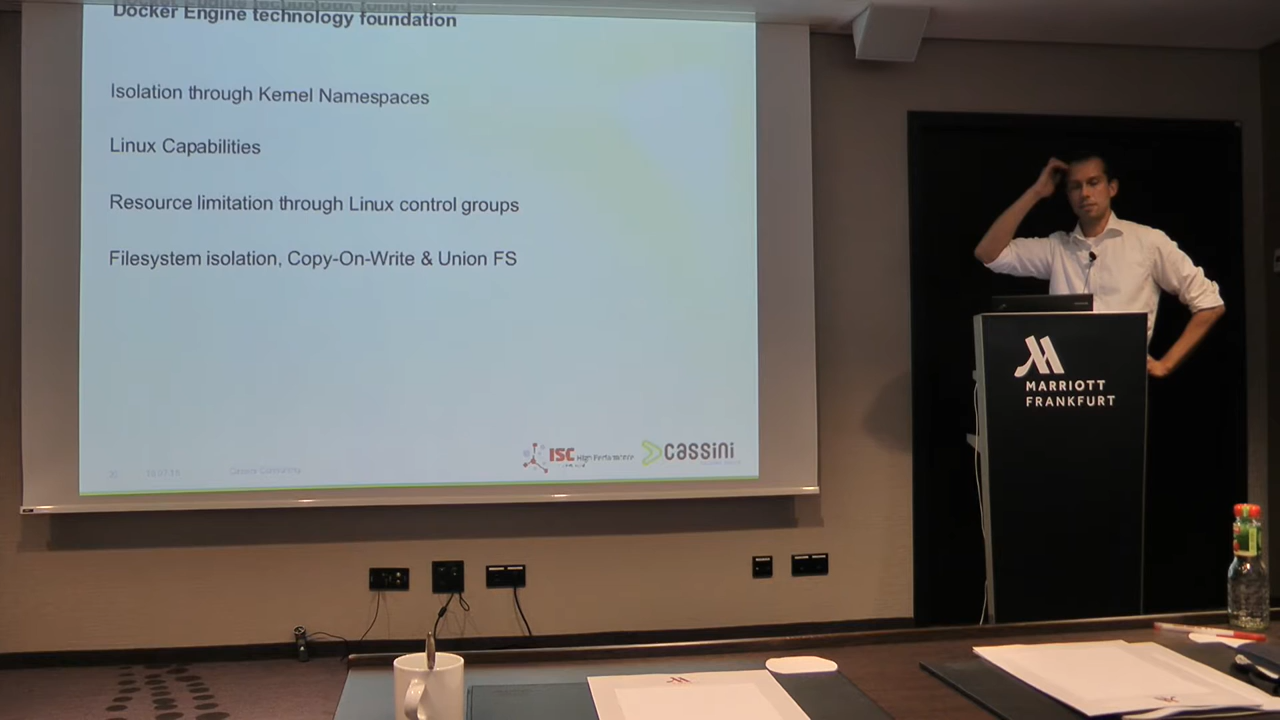 Docker Engine technology foundation
Isolation through Kernel Namespaces
Linux Capabilities
Resource limitation through Linux control groups
Filesystem isolation, Copy-On-Write & Union FS
ISC High Performance
cassini
MARRIOTT
FRANKFURT